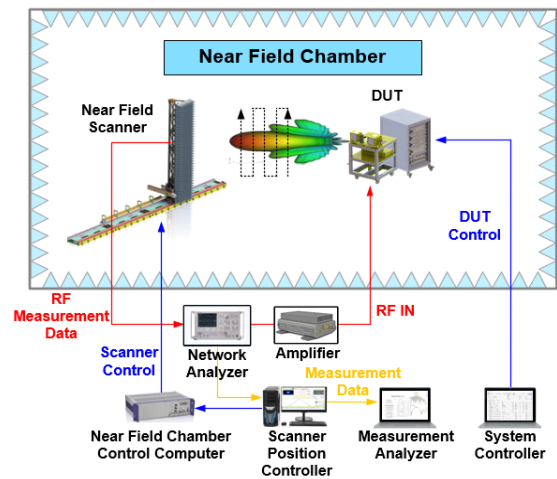 Near Field Chamber
Near Field
Scanner
DUT
DUT
Control
RF
Measurement
Data
RF IN
Scanner
Control
Network
Analyzer
Amplifier
Measurement
Data
Near Field Chamber
Control Computer
Scanner
Position
Controller
Measurement
Analyzer
System
Controller